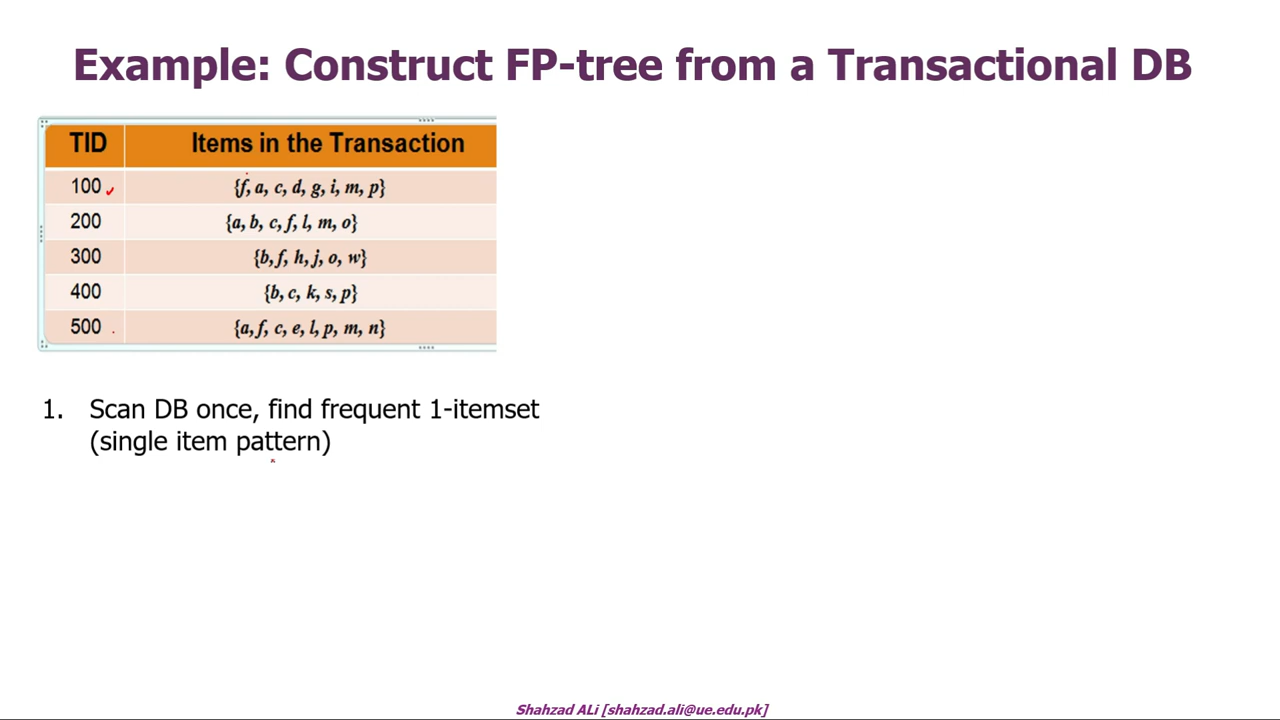 Example: Construct FP-tree from a Transactional DB
TID Items in the Transaction
100 {f, a, c, d, g, i, m, p}
200 {a, b, c, f, l, m, o}
300 {b, f, h, j, o, w}
400 {b, c, k, s, p}
500 {a, f, c, e, l, p, m, n}
1. Scan DB once, find frequent 1-itemset
(single item pattern)
Shahzad ALi [shahzad.ali@ue.edu.pk]